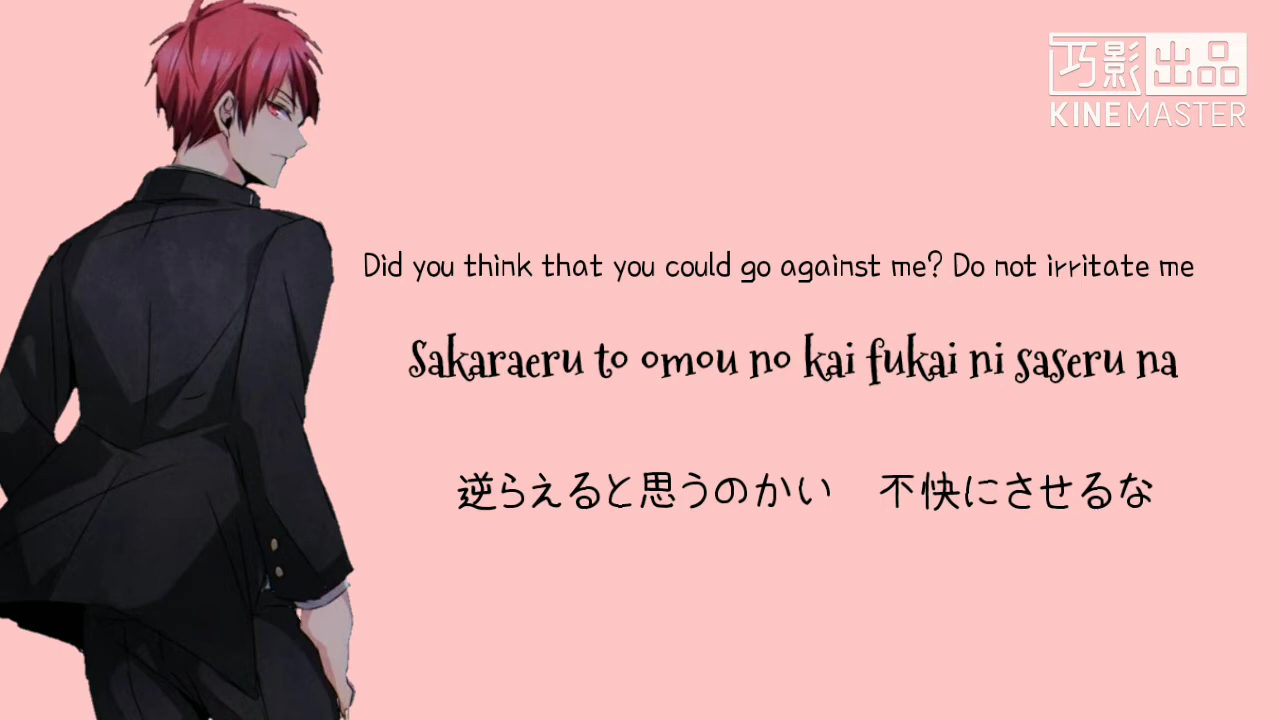 巧影出品
KINEMASTER
Did you think that you could go against me? Do not irritate me
Sakaraeru to omou no kai fukai ni saseru na
逆らえると思うのかい　不快にさせるな